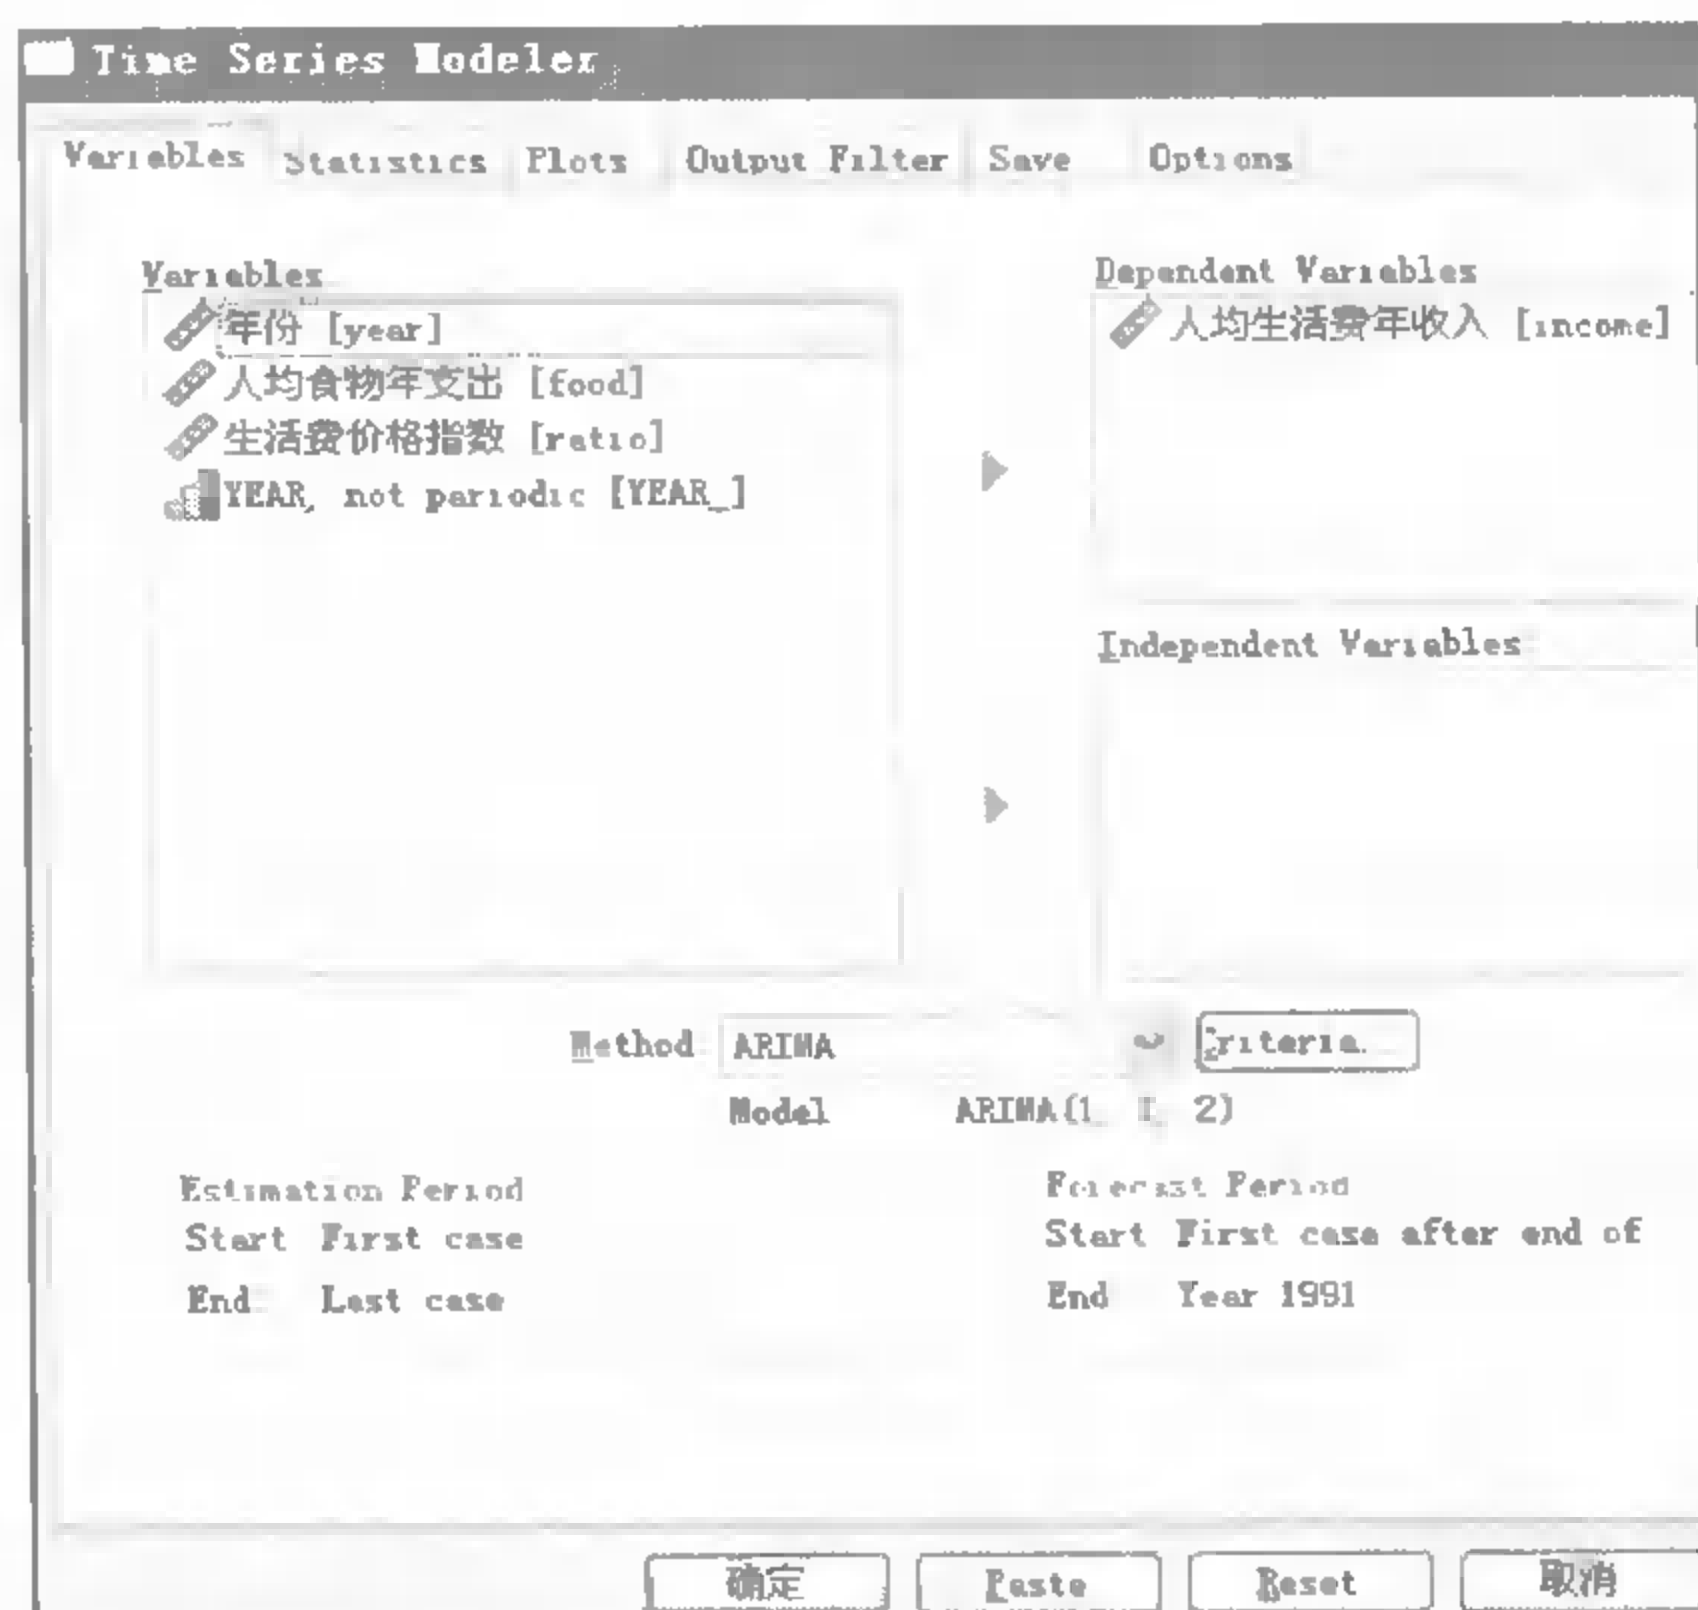 Time Series Modeler
Variables Statistics Plots Output Filter Save Options
Variables
年份 [year]
人均食物年支出 [food]
生活费价格指数 [ratio]
YEAR, not periodic [YEAR_]
Dependent Variables
人均生活费年收入 [income]
Independent Variables
Method ARIMA Criteria.
Model ARIMA(1, 1, 2)
Estimation Period
Start First case
End Last case
Forecast Period
Start First case after end of
End Year 1991
确定 Paste Reset 取消